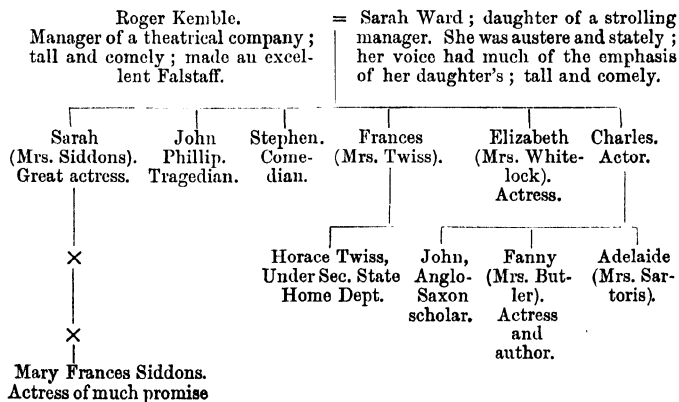 Roger Kemble.
Manager of a theatrical company;
tall and comely; made an excel-
lent Falstaff.
= Sarah Ward; daughter of a strolling
manager. She was austere and stately;
her voice had much of the emphasis
of her daughter's; tall and comely.
Sarah
(Mrs. Siddons).
Great actress.
John
Phillip.
Tragedian.
Stephen.
Come-
dian.
Frances
(Mrs. Twiss).
Elizabeth
(Mrs. White-
lock).
Actress.
Charles.
Actor.
×
×
Mary Frances Siddons.
Actress of much promise
Horace Twiss,
Under Sec. State
Home Dept.
John,
Anglo-
Saxon
scholar.
Fanny
(Mrs. But-
ler).
Actress
and
author.
Adelaide
(Mrs. Sar-
toris).